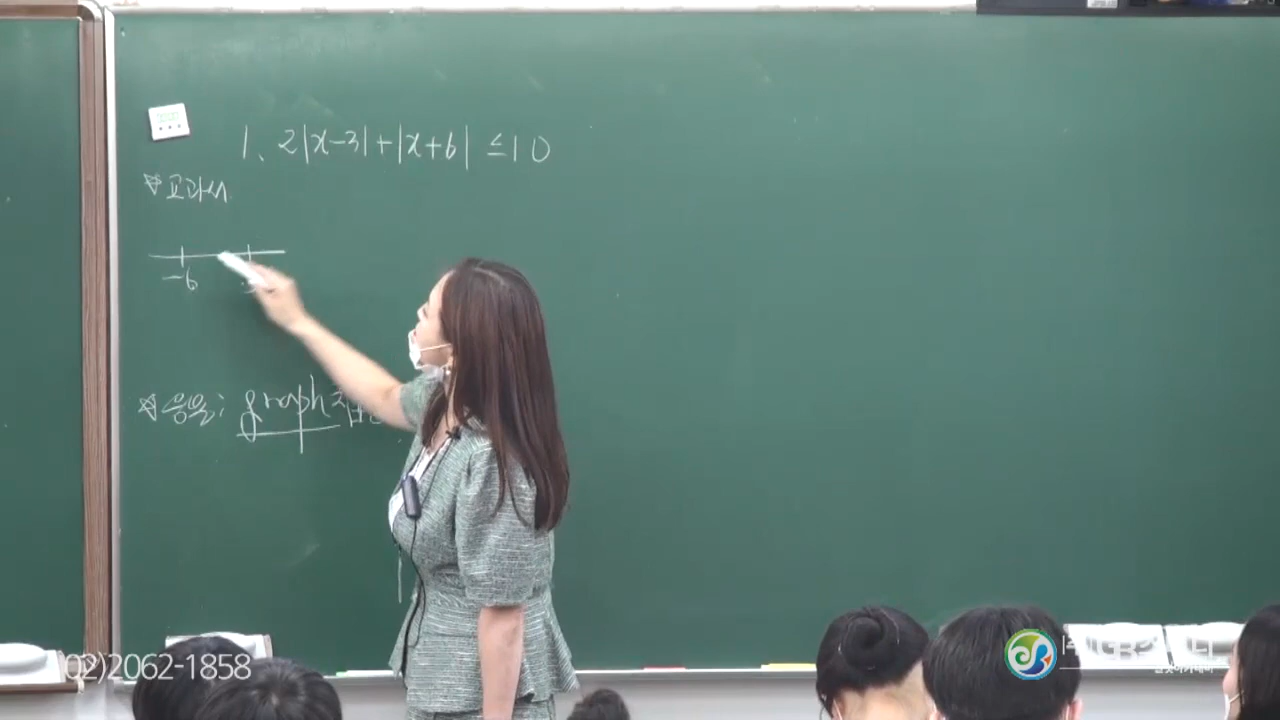 1. 2|x-3|+|x+6| ≤10
☆교과서
-6
☆응용: graph
02)2062-1858